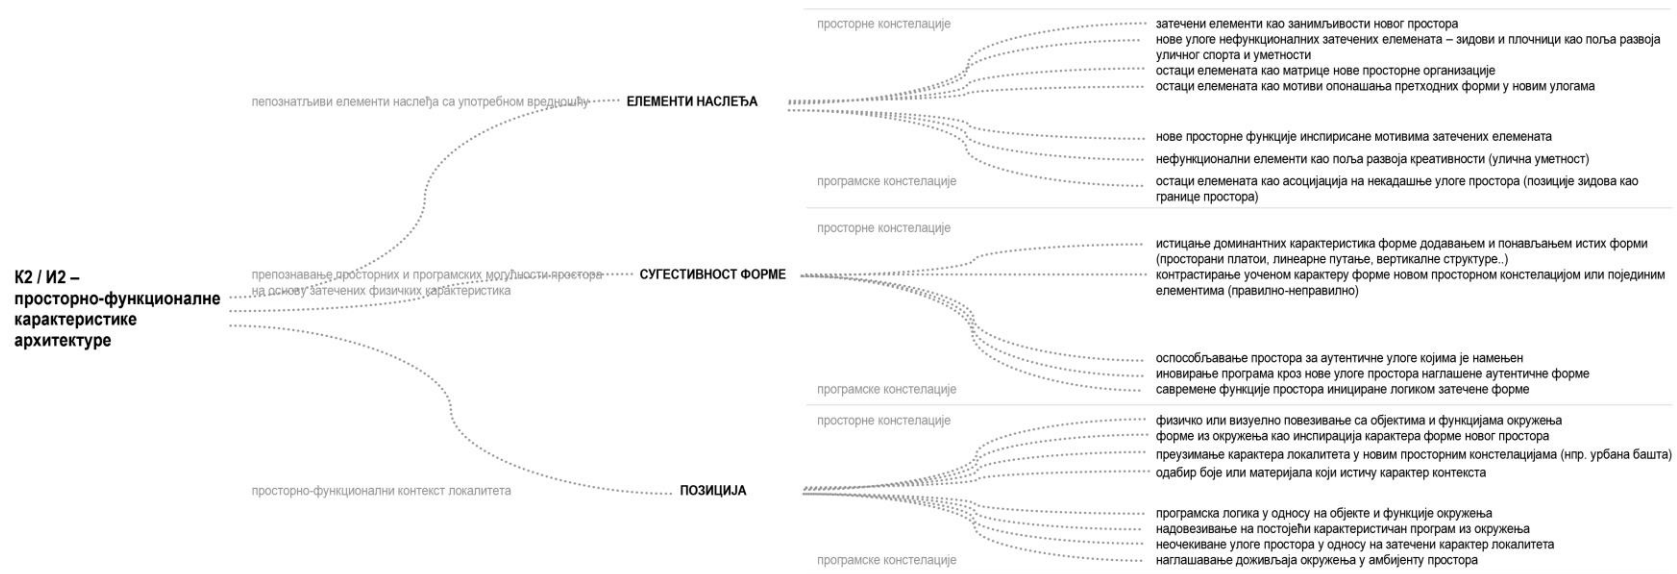 К2 / И2 –
просторно-функционалне
карактеристике
архитектуре
пепознатљиви елементи наслеђа са употребном вредношћу
ЕЛЕМЕНТИ НАСЛЕЂА
просторне констелације
затечени елементи као занимљивости новог простора
нове улоге нефункционалних затечених елемената – зидови и плочници као поља развоја
уличног спорта и уметности
остаци елемената као матрице нове просторне организације
остаци елемената као мотиви опонашања претходних форми у новим улогама
нове просторне функције инспирисане мотивима затечених елемената
нефункционални елементи као поља развоја креативности (улична уметност)
програмске констелације
остаци елемената као асоцијација на некадашње улоге простора (позиције зидова као
границе простора)
препознавање просторних и програмских могућности простора
на основу затечених физичких карактеристика
СУГЕСТИВНОСТ ФОРМЕ
просторне констелације
истицање доминантних карактеристика форме додавањем и понављањем истих форми
(просторани платои, линеарне путање, вертикалне структуре..)
контрастирање уоченом карактеру форме новом просторном констелацијом или појединим
елементима (правилно-неправилно)
оспособљавање простора за аутентичне улоге којима је намењен
иновирање програма кроз нове улоге простора наглашене аутентичне форме
програмске констелације
савремене функције простора инициране логиком затечене форме
просторно-функционални контекст локалитета
ПОЗИЦИЈА
просторне констелације
физичко или визуелно повезивање са објектима и функцијама окружења
форме из окружења као инспирација карактера форме новог простора
преузимање карактера локалитета у новим просторним констелацијама (нпр. урбана башта)
одабир боје или материјала који истичу карактер контекста
програмска логика у односу на објекте и функције окружења
надовезивање на постојећи карактеристичан програм из окружења
неочекиване улоге простора у односу на затечени карактер локалитета
програмске констелације
наглашавање доживљаја окружења у амбијенту простора